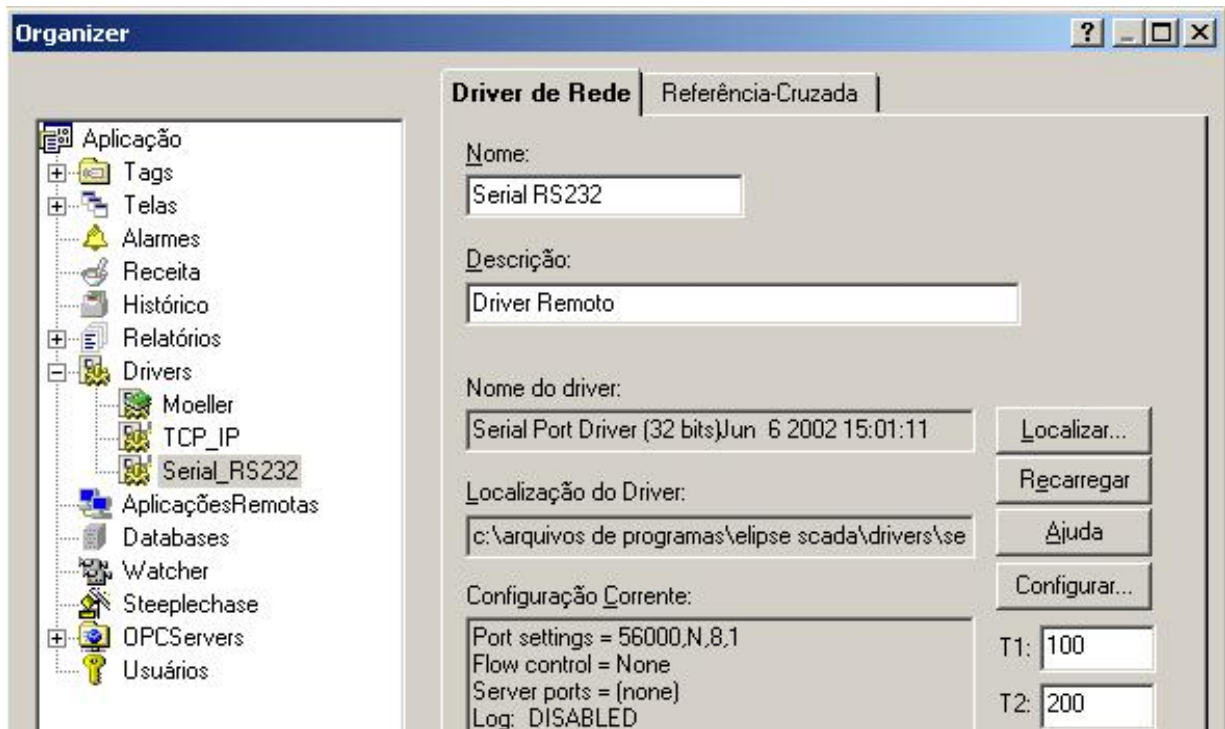 Organizer
Driver de Rede
Referência-Cruzada
Aplicação
Tags
Telas
Alarmes
Receita
Histórico
Relatórios
Drivers
Moeller
TCP_IP
Serial_RS232
AplicaçõesRemotas
Databases
Watcher
Steeplechase
OPCServers
Usuários
Nome:
Serial RS232
Descrição:
Driver Remoto
Nome do driver:
Serial Port Driver (32 bits)Jun 6 2002 15:01:11
Localizar...
Recarregar
Localização do Driver:
c:\arquivos de programas\elipse scada\drivers\se
Ajuda
Configurar...
Configuração Corrente:
Port settings = 56000,N,8,1
Flow control = None
Server ports = (none)
Log: DISABLED
T1: 100
T2: 200